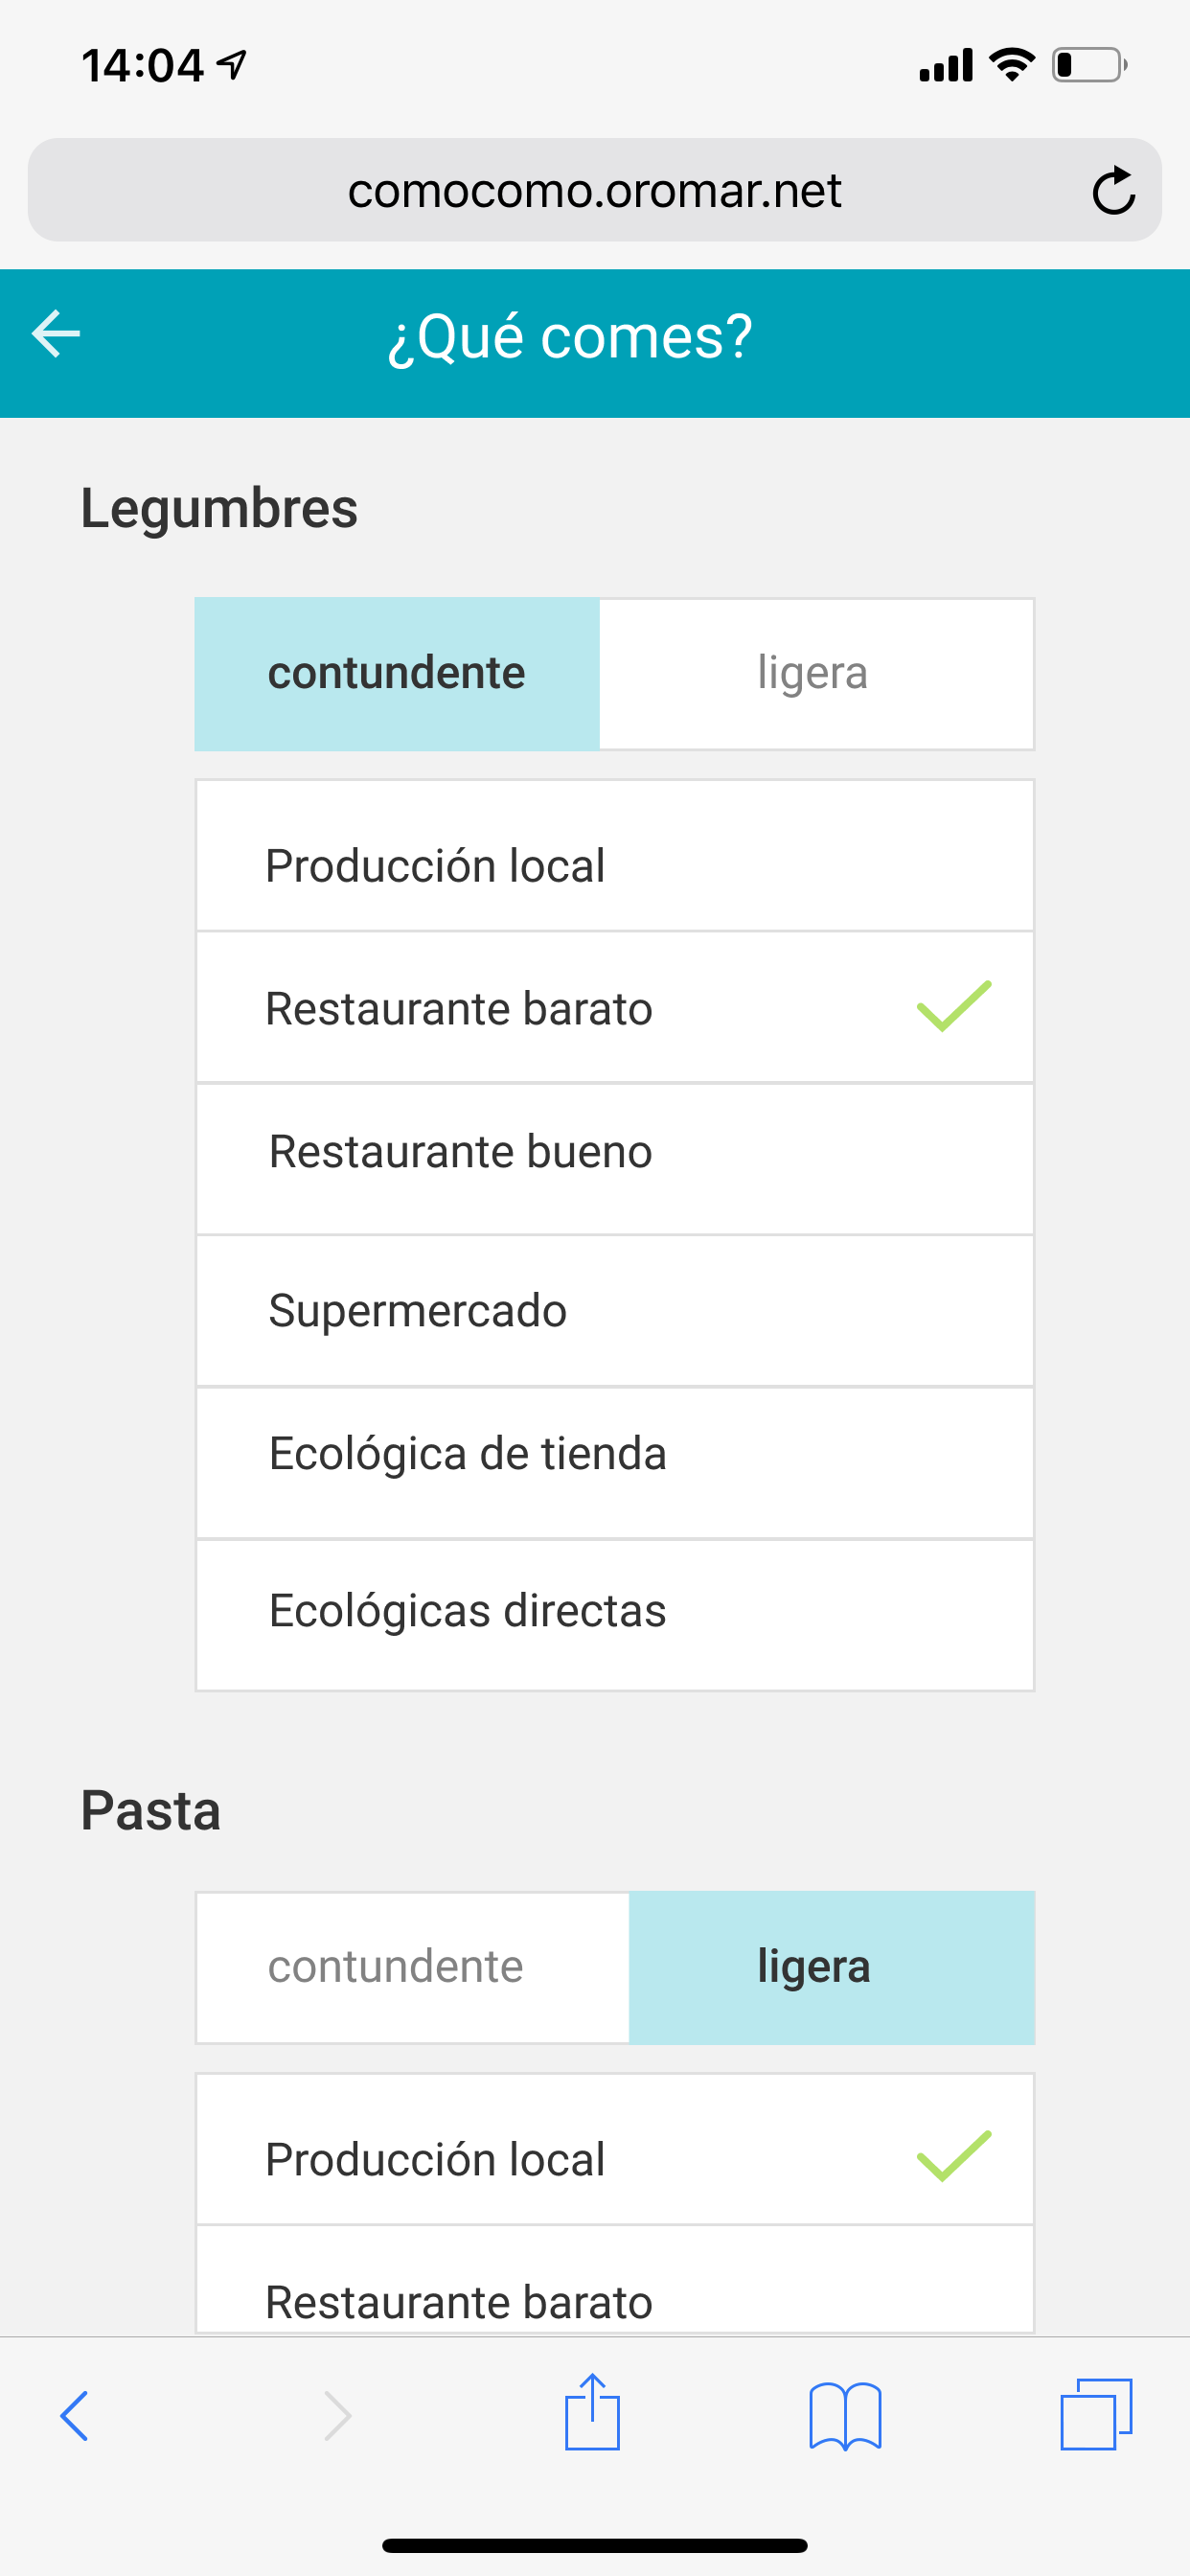 14:04
comocomo.oromar.net
¿Qué comes?
Legumbres
contundente ligera
Producción local
Restaurante barato
Restaurante bueno
Supermercado
Ecológica de tienda
Ecológicas directas
Pasta
contundente ligera
Producción local
Restaurante barato